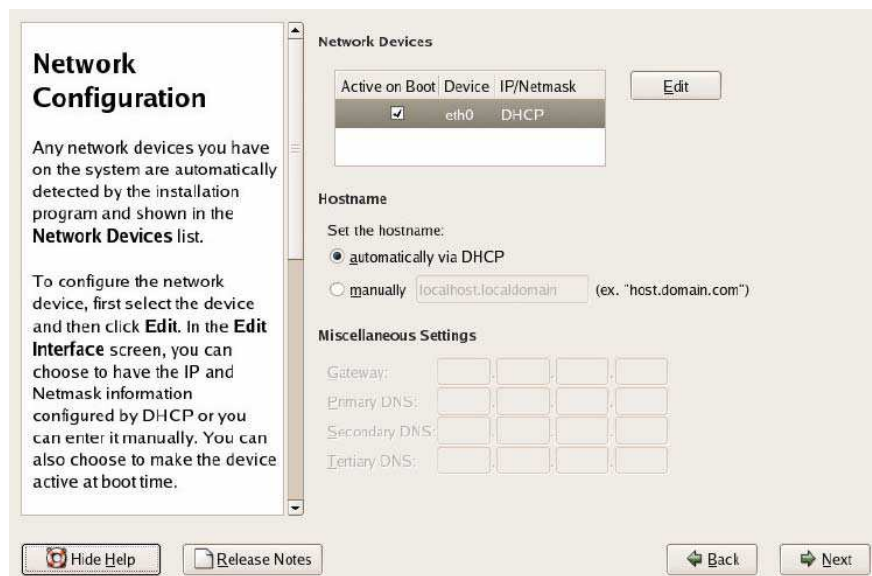 Network
Configuration
Any network devices you have
on the system are automatically
detected by the installation
program and shown in the
Network Devices list.
To configure the network
device, first select the device
and then click Edit. In the Edit
Interface screen, you can
choose to have the IP and
Netmask information
configured by DHCP or you
can enter it manually. You can
also choose to make the device
active at boot time.
Network Devices
Active on Boot Device IP/Netmask
eth0 DHCP
Edit
Hostname
Set the hostname:
automatically via DHCP
manually localhost.localdomain (ex. "host.domain.com")
Miscellaneous Settings
Gateway:
Primary DNS:
Secondary DNS:
Tertiary DNS:
Hide Help
Release Notes
Back
Next